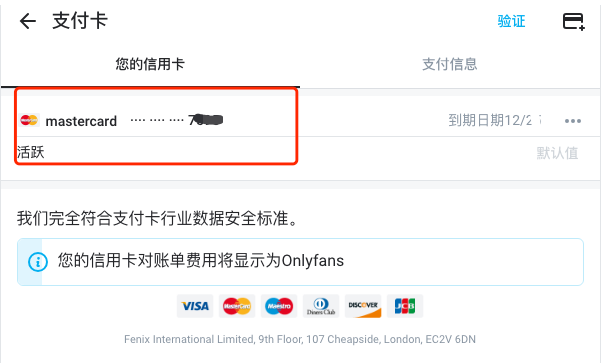 支付卡
验证
您的信用卡
支付信息
mastercard ···· ···· ···· 7
到期日期12/2
活跃
默认值
我们完全符合支付卡行业数据安全标准。
您的信用卡对账单费用将显示为Onlyfans
VISA MasterCard Maestro Diners Club DISCOVER JCB
Fenix International Limited, 9th Floor, 107 Cheapside, London, EC2V 6DN